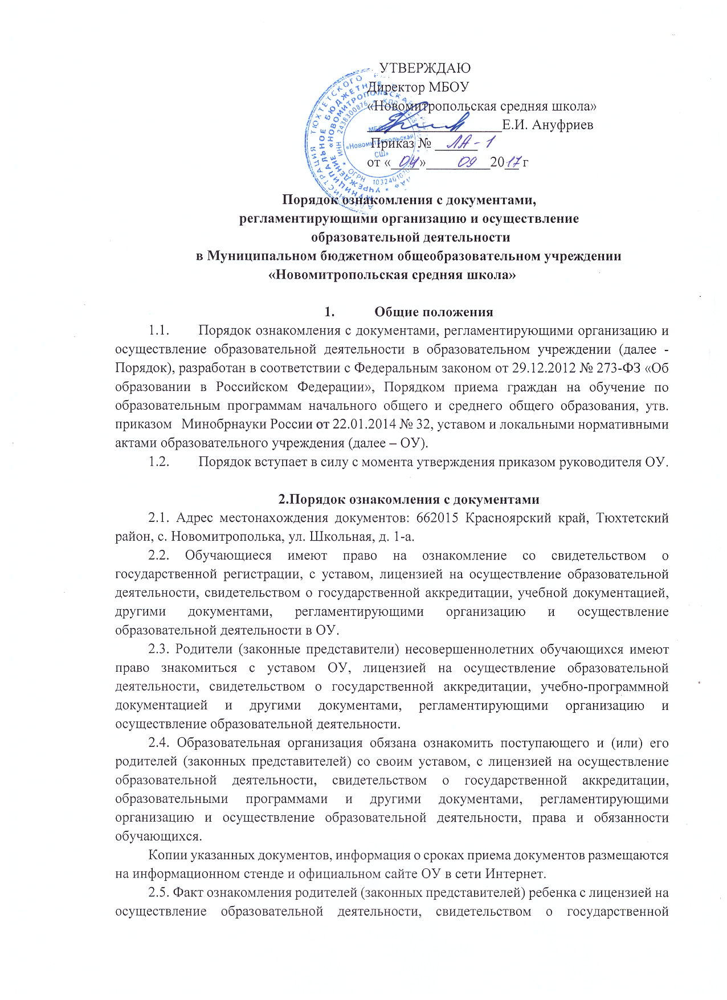 УТВЕРЖДАЮ
Директор МБОУ
«Новомитропольская средняя школа»
__________________Е.И. Ануфриев
Приказ № ЛА - 1
от «04» 09 2017 г
МБОУ
«Новомитропольская
СШ»
ИНН 2438300876
Порядок ознакомления с документами,
регламентирующими организацию и осуществление
образовательной деятельности
в Муниципальном бюджетном общеобразовательном учреждении
«Новомитропольская средняя школа»
1. Общие положения
1.1. Порядок ознакомления с документами, регламентирующими организацию и
осуществление образовательной деятельности в образовательном учреждении (далее -
Порядок), разработан в соответствии с Федеральным законом от 29.12.2012 № 273-ФЗ «Об
образовании в Российском Федерации», Порядком приема граждан на обучение по
образовательным программам начального общего и среднего общего образования, утв.
приказом Минобрнауки России от 22.01.2014 № 32, уставом и локальными нормативными
актами образовательного учреждения (далее – ОУ).
1.2. Порядок вступает в силу с момента утверждения приказом руководителя ОУ.
2.Порядок ознакомления с документами
2.1. Адрес местонахождения документов: 662015 Красноярский край, Тюхтетский
район, с. Новомитрополька, ул. Школьная, д. 1-а.
2.2. Обучающиеся имеют право на ознакомление со свидетельством о
государственной регистрации, с уставом, лицензией на осуществление образовательной
деятельности, свидетельством о государственной аккредитации, учебной документацией,
другими документами, регламентирующими организацию и осуществление
образовательной деятельности в ОУ.
2.3. Родители (законные представители) несовершеннолетних обучающихся имеют
право знакомиться с уставом ОУ, лицензией на осуществление образовательной
деятельности, свидетельством о государственной аккредитации, учебно-программной
документацией и другими документами, регламентирующими организацию и
осуществление образовательной деятельности.
2.4. Образовательная организация обязана ознакомить поступающего и (или) его
родителей (законных представителей) со своим уставом, с лицензией на осуществление
образовательной деятельности, свидетельством о государственной аккредитации,
образовательными программами и другими документами, регламентирующими
организацию и осуществление образовательной деятельности, права и обязанности
обучающихся.
Копии указанных документов, информация о сроках приема документов размещаются
на информационном стенде и официальном сайте ОУ в сети Интернет.
2.5. Факт ознакомления родителей (законных представителей) ребенка с лицензией на
осуществление образовательной деятельности, свидетельством о государственной